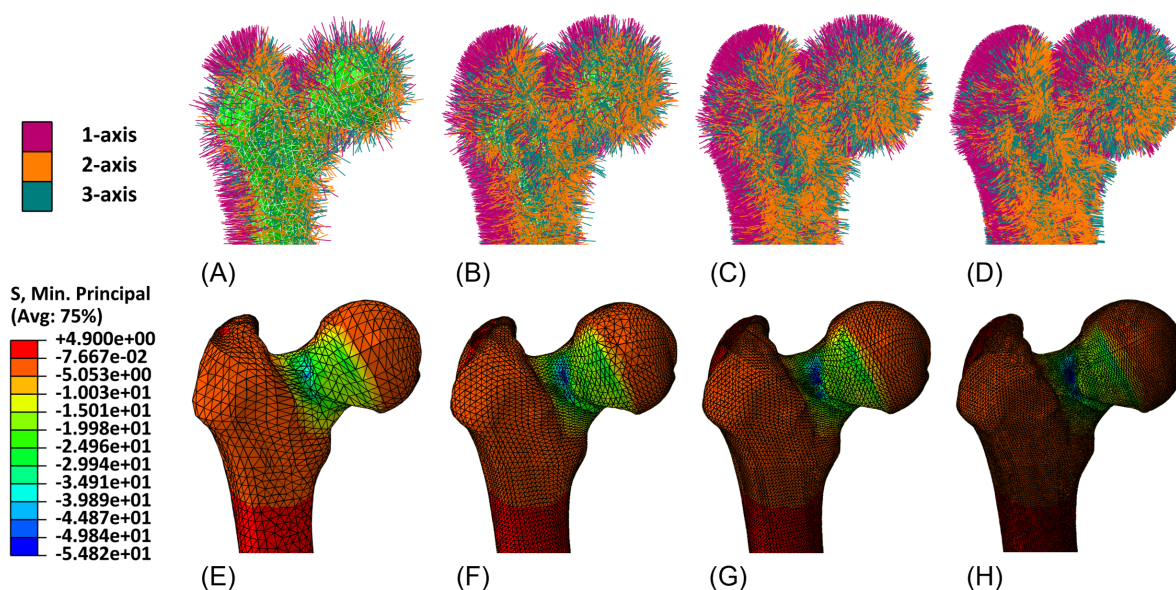 1-axis
2-axis
3-axis
(A)
(B)
(C)
(D)
S, Min. Principal
(Avg: 75%)
+4.900e+00
-7.667e-02
-5.053e+00
-1.003e+01
-1.501e+01
-1.998e+01
-2.496e+01
-2.994e+01
-3.491e+01
-3.989e+01
-4.487e+01
-4.984e+01
-5.482e+01
(E)
(F)
(G)
(H)